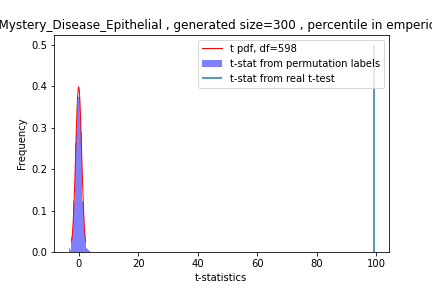 Mystery_Disease_Epithelial , generated size=300 , percentile in
t pdf, df=598
t-stat from permutation labels
t-stat from real t-test
0.5
0.4
0.3
0.2
0.1
0.0
Frequency
0
20
40
60
80
100
t-statistics